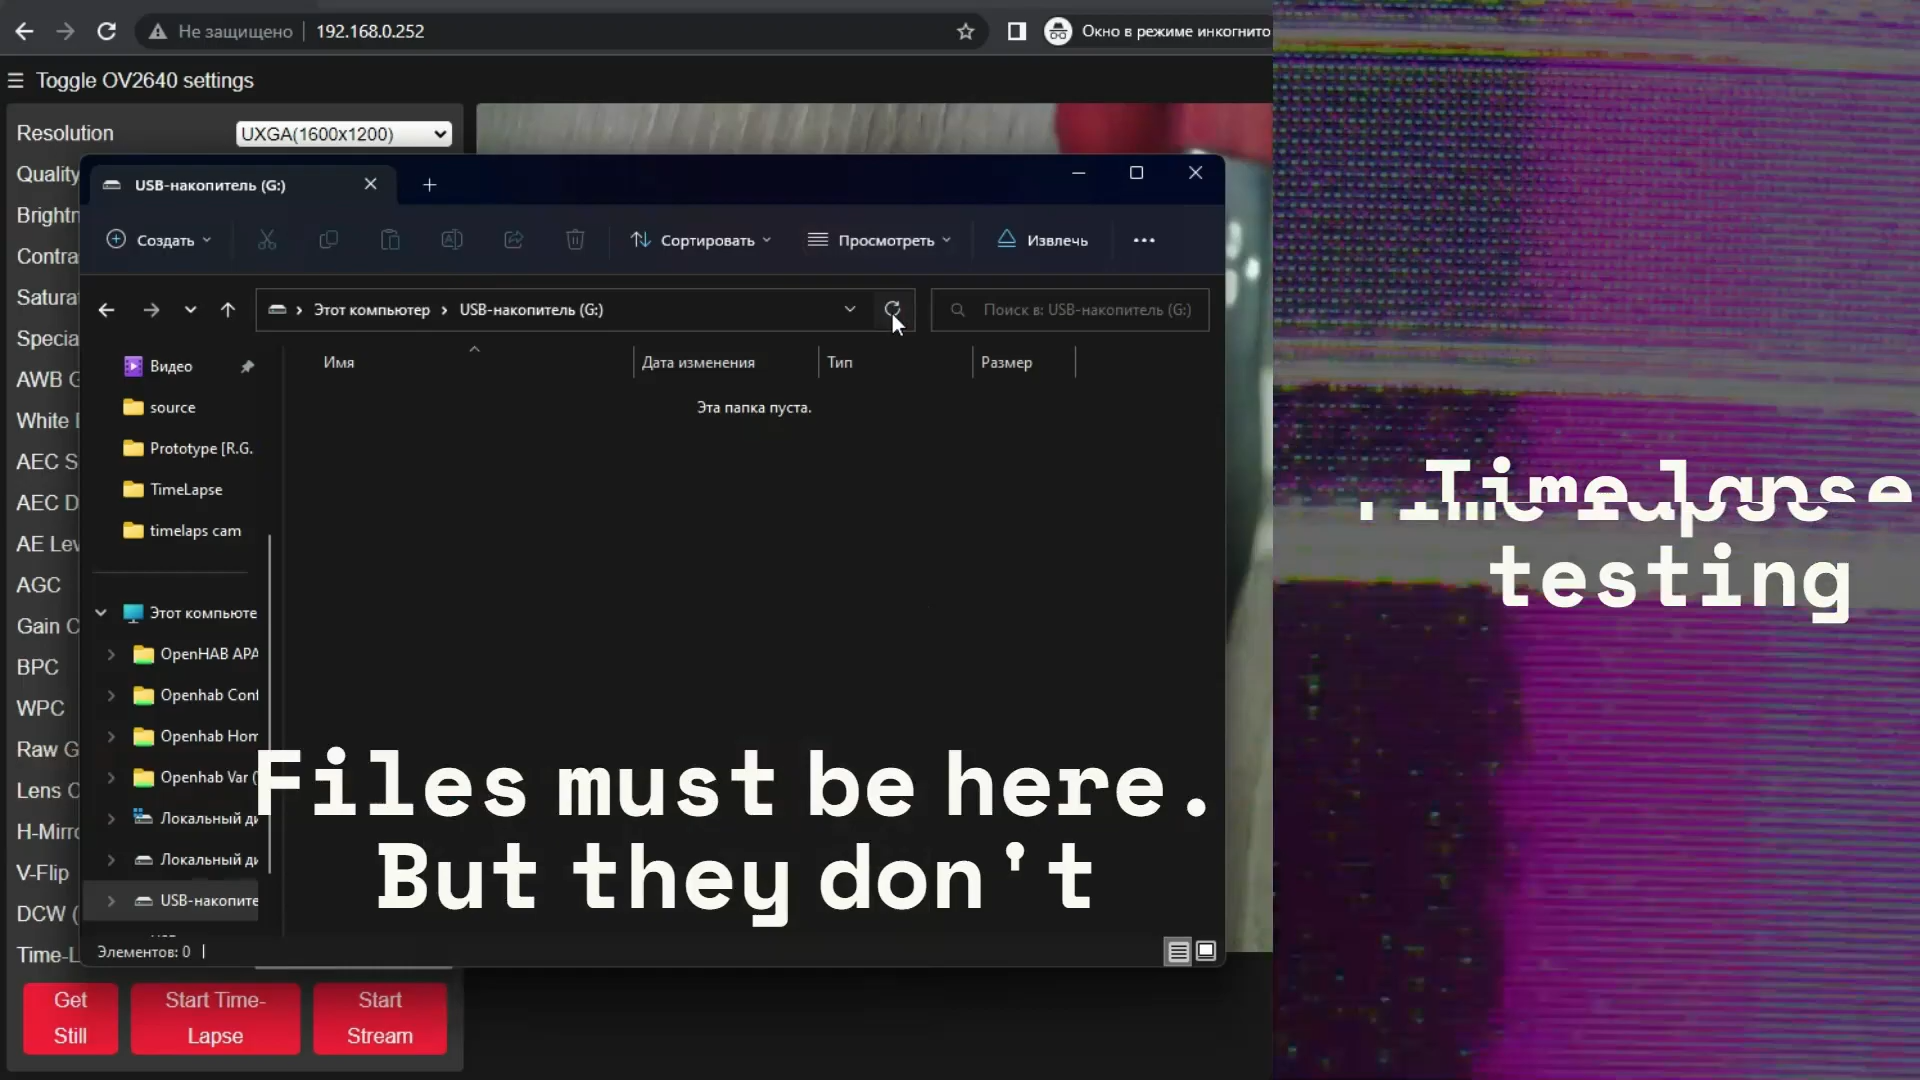 Не защищено
192.168.0.252
Окно в режиме инкогнито
Toggle OV2640 settings
Resolution
UXGA(1600x1200)
Quality
Brightn
Contra
Satura
Specia
AWB G
White
AEC S
AEC D
AE Lev
AGC
Gain C
BPC
WPC
Raw G
Lens C
H-Mirro
V-Flip
DCW (
Time-L
Get Still
Start Time-Lapse
Start Stream
USB-накопитель (G:)
Создать
Сортировать
Просмотреть
Извлечь
Этот компьютер
USB-накопитель (G:)
Поиск в: USB-накопитель (G:)
Имя
Дата изменения
Тип
Размер
Эта папка пуста.
Видео
source
Prototype [R.G.
TimeLapse
timelaps cam
Этот компьюте
OpenHAB APA
Openhab Conf
Openhab Hom
Openhab Var (
Локальный ди
Локальный ди
USB-накопите
Элементов: 0
Files must be here.
But they don't
Time lapse
testing